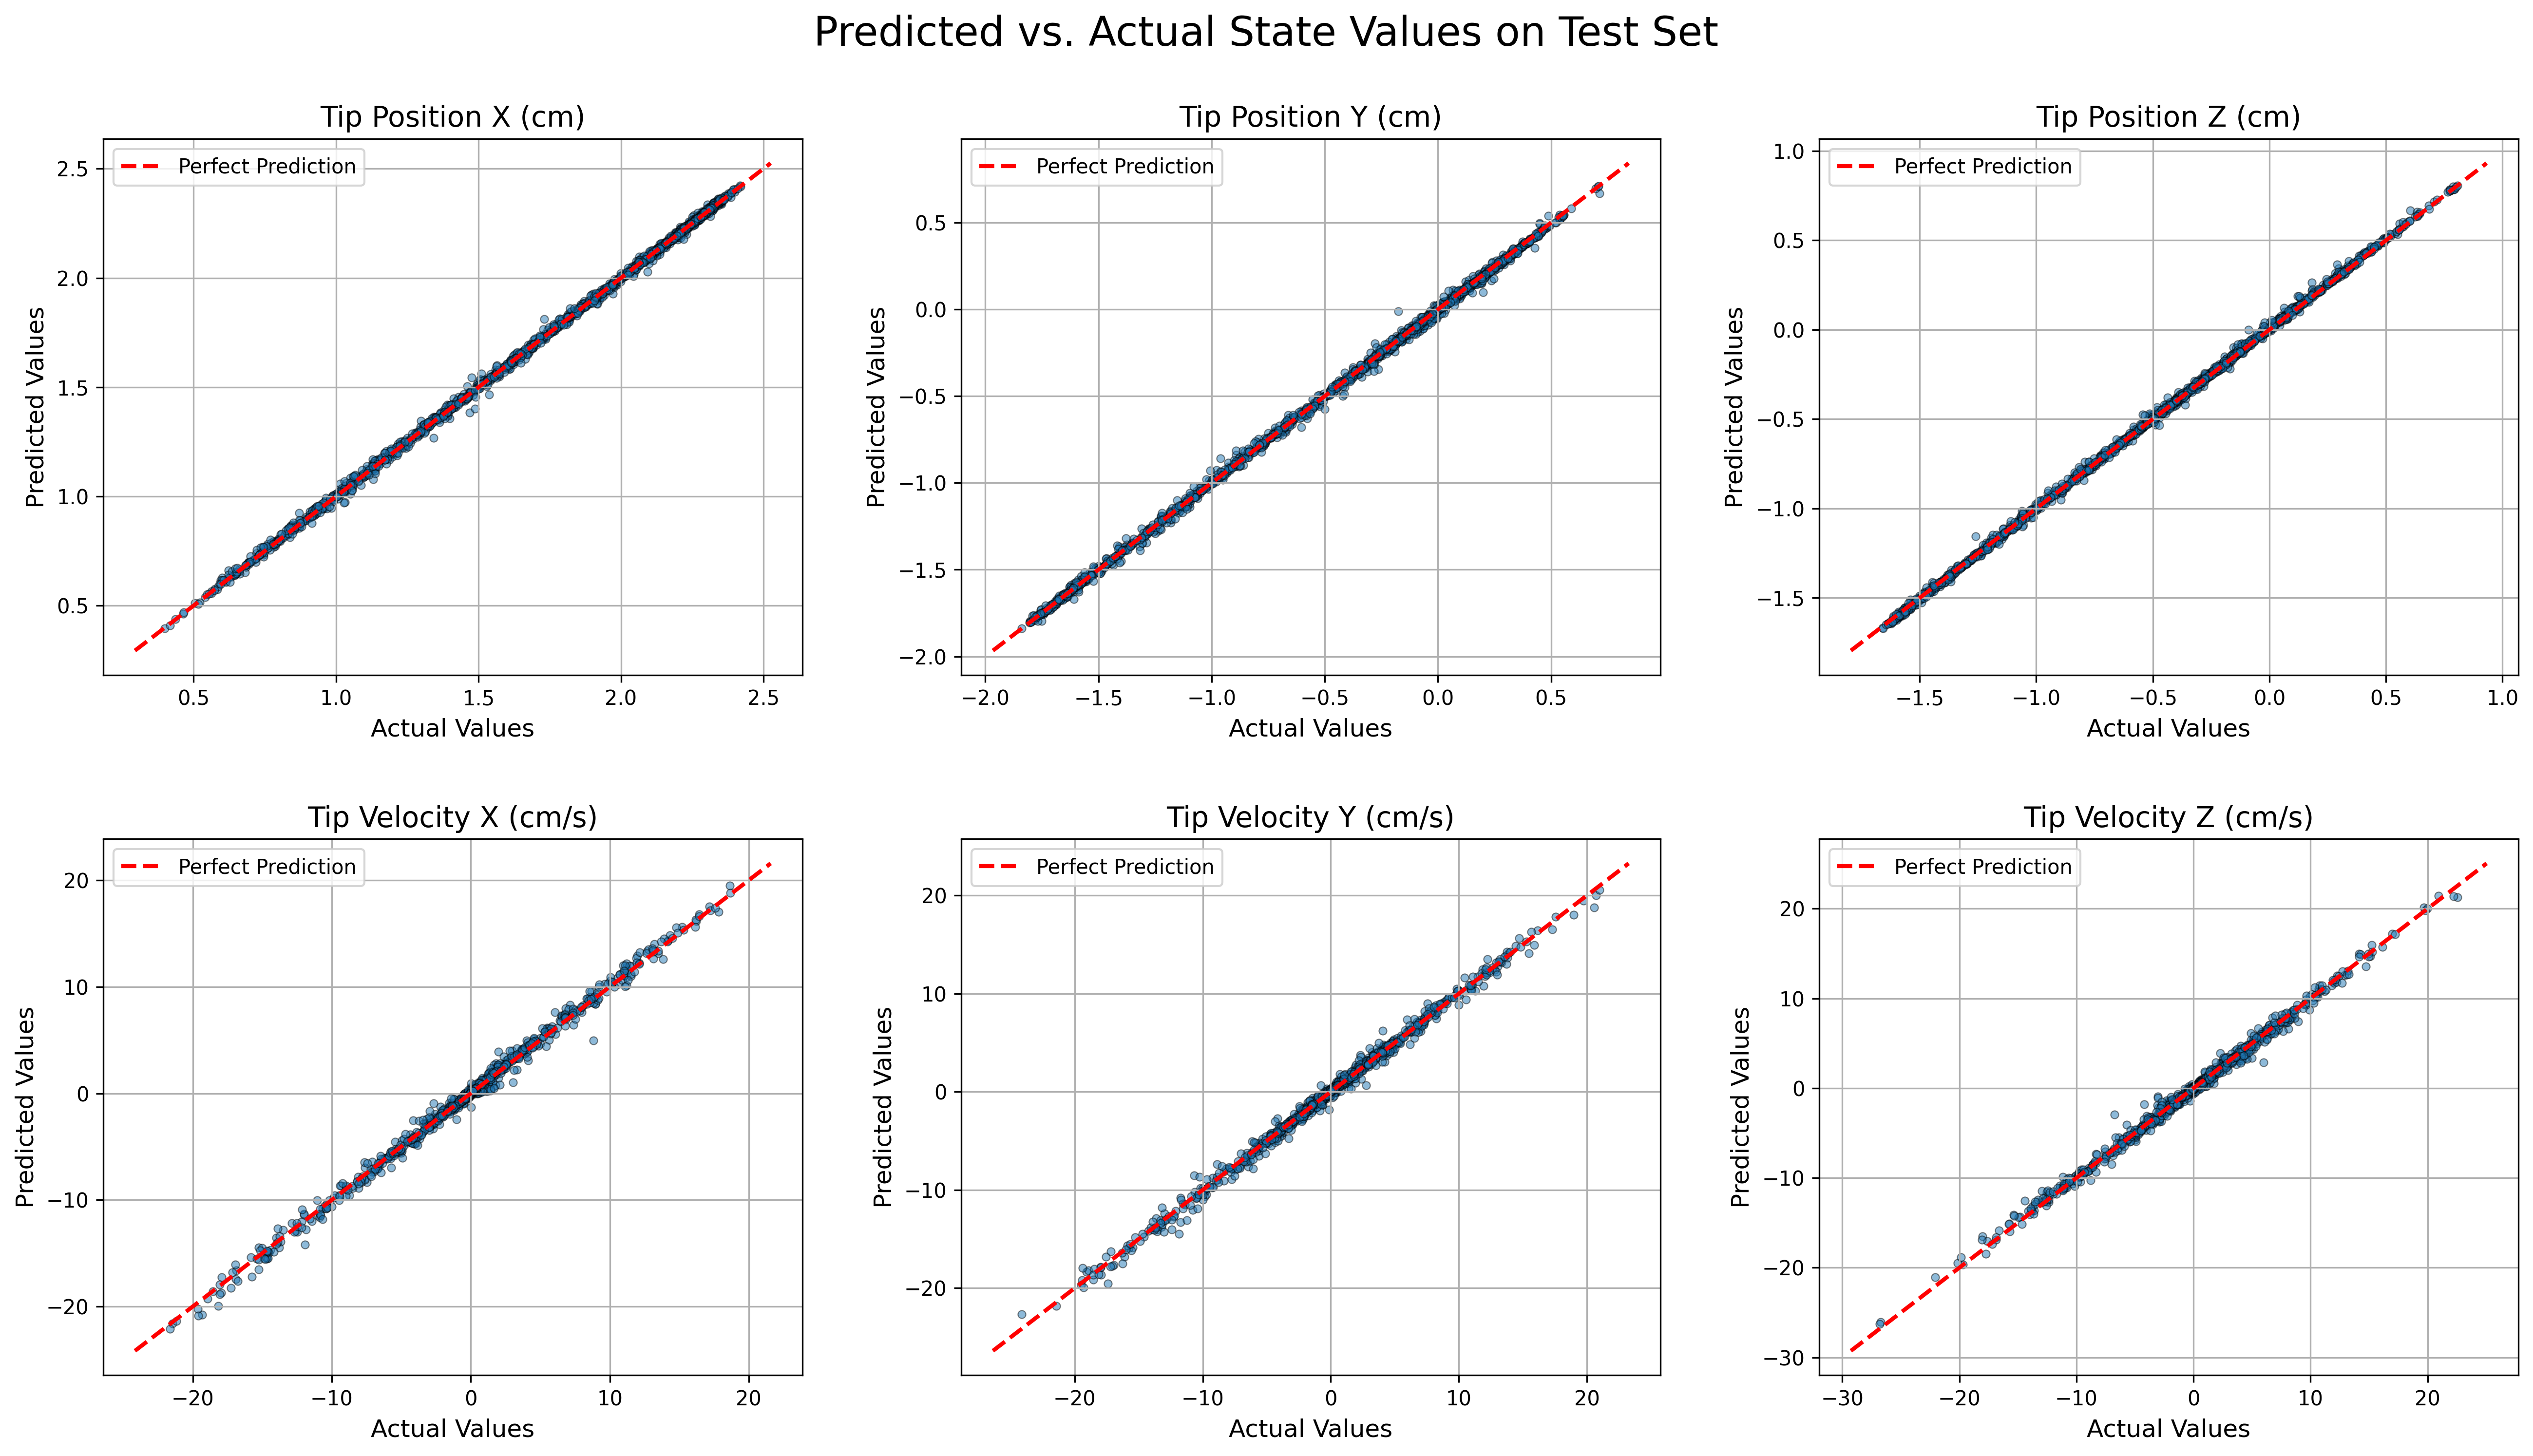 Predicted vs. Actual State Values on Test Set
Tip Position X (cm)
Perfect Prediction
Predicted Values
2.5
2.0
1.5
1.0
0.5
0.5 1.0 1.5 2.0 2.5
Actual Values
Tip Position Y (cm)
Perfect Prediction
Predicted Values
0.5
0.0
−0.5
−1.0
−1.5
−2.0
−2.0 −1.5 −1.0 −0.5 0.0 0.5
Actual Values
Tip Position Z (cm)
Perfect Prediction
Predicted Values
1.0
0.5
0.0
−0.5
−1.0
−1.5
−1.5 −1.0 −0.5 0.0 0.5 1.0
Actual Values
Tip Velocity X (cm/s)
Perfect Prediction
Predicted Values
20
10
0
−10
−20
−20 −10 0 10 20
Actual Values
Tip Velocity Y (cm/s)
Perfect Prediction
Predicted Values
20
10
0
−10
−20
−20 −10 0 10 20
Actual Values
Tip Velocity Z (cm/s)
Perfect Prediction
Predicted Values
20
10
0
−10
−20
−30
−30 −20 −10 0 10 20
Actual Values